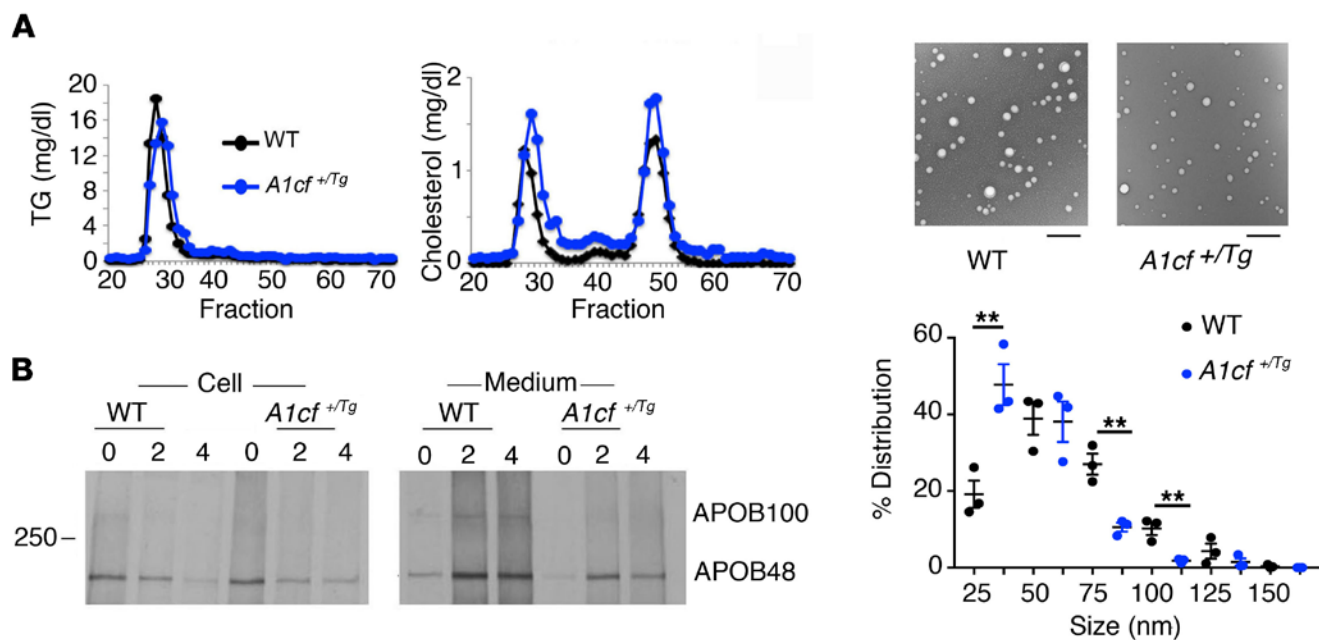 A
TG (mg/dl)
20
16
12
8
4
0
20 30 40 50 60 70
Fraction
WT
A1cf +/Tg
Cholesterol (mg/dl)
2
1
0
20 30 40 50 60 70
Fraction
WT
A1cf +/Tg
% Distribution
60
40
20
0
** ** **
WT
A1cf +/Tg
25 50 75 100 125 150
Size (nm)
B
Cell
WT A1cf +/Tg
0 2 4 0 2 4
250
Medium
WT A1cf +/Tg
0 2 4 0 2 4
APOB100
APOB48